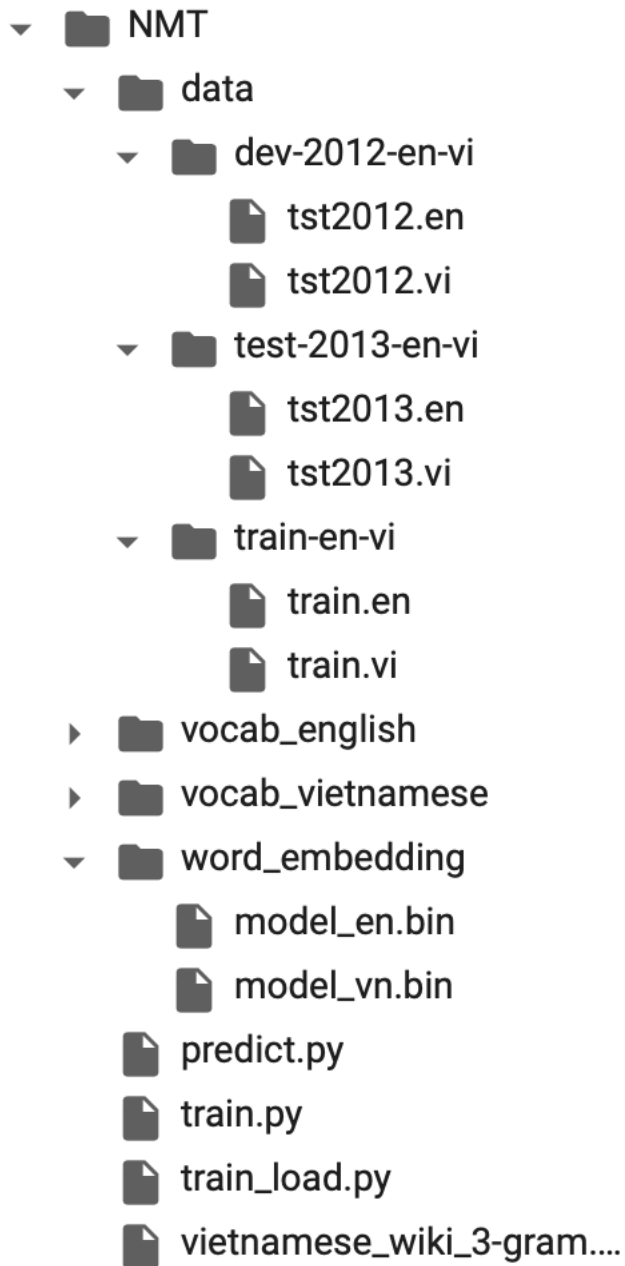 NMT
data
dev-2012-en-vi
tst2012.en
tst2012.vi
test-2013-en-vi
tst2013.en
tst2013.vi
train-en-vi
train.en
train.vi
vocab_english
vocab_vietnamese
word_embedding
model_en.bin
model_vn.bin
predict.py
train.py
train_load.py
vietnamese_wiki_3-gram....